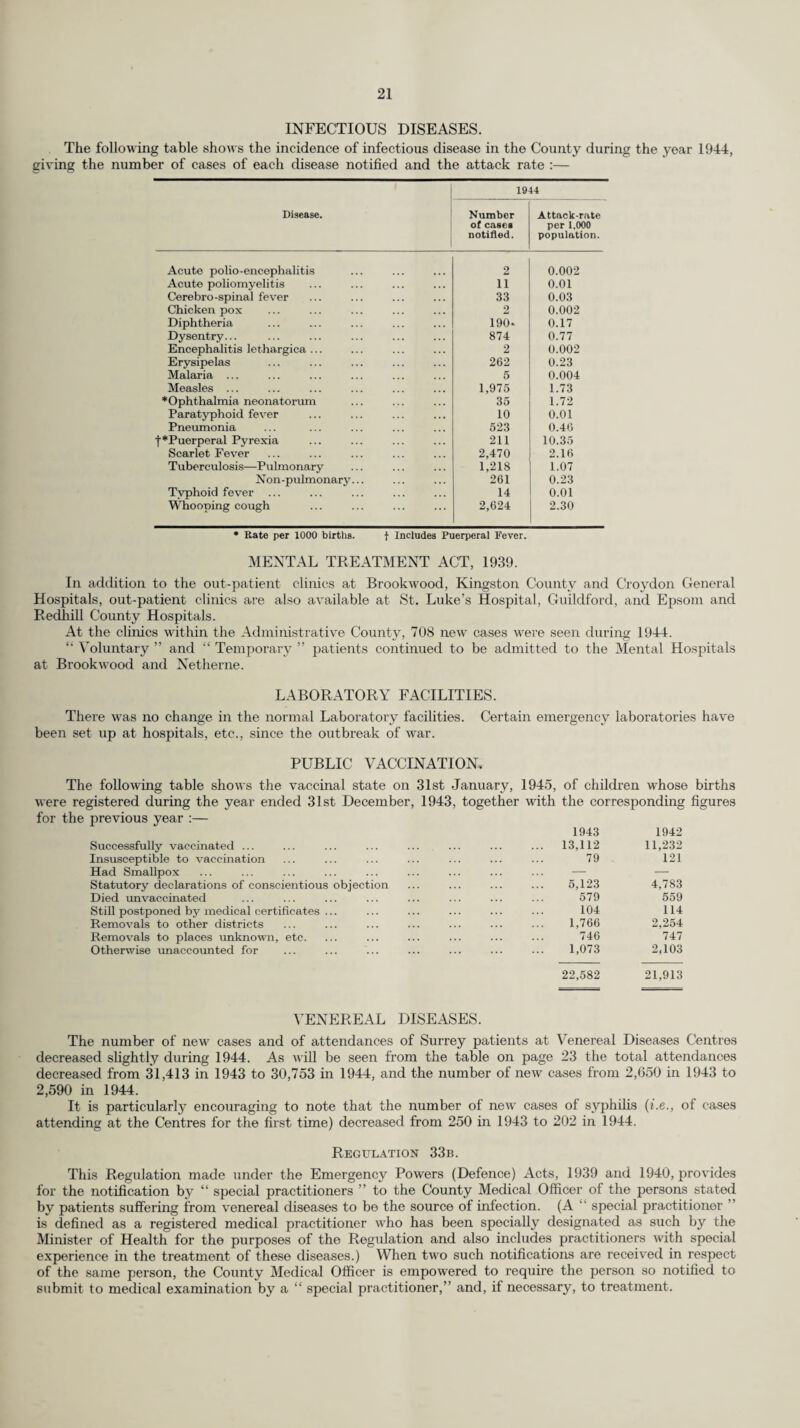 21
INFECTIOUS DISEASES.
The following table shows the incidence of infectious disease in the County during the year 1944,
giving the number of cases of each disease notified and the attack rate :—
1944
Disease. Number of cases notified. Attack-rate per 1,000 population.
Acute polio-encephalitis ... ... ... 2 0.002
Acute poliomyelitis ... ... ... ... 11 0.01
Cerebro-spinal fever ... ... ... ... 33 0.03
Chicken pox ... ... ... ... ... 2 0.002
Diphtheria ... ... ... ... ... 190 0.17
Dysentry... ... ... ... ... ... 874 0.77
Encephalitis lethargica ... ... ... ... 2 0.002
Erysipelas ... ... ... ... ... 262 0.23
Malaria ... ... ... ... ... ... 5 0.004
Measles ... ... ... ... ... ... 1,975 1.73
*Ophthalmia neonatorum ... ... ... 35 1.72
Paratyphoid fever ... ... ... ... 10 0.01
Pneumonia ... ... ... ... ... 523 0.46
†*Puerperal Pyrexia ... ... ... ... 211 10.35
Scarlet Fever ... ... ... ... ... 2,470 2.16
Tuberculosis—Pulmonary ... ... ... 1,218 1.07
Non-pulmonary... ... ... 261 0.23
Typhoid fever ... ... ... ... ... 14 0.01
Whooping cough ... ... ... ... 2,624 2.30
* Rate per 1000 births. † Includes Puerperal Fever.
MENTAL TREATMENT ACT, 1939.
In addition to the out-patient clinics at Brookwood, Kingston County and Croydon General
Hospitals, out-patient clinics are also available at St. Luke's Hospital, Guildford, and Epsom and
Redhill County Hospitals.
At the clinics within the Administrative County, 708 new cases were seen during 1944.
“ Voluntary ” and “ Temporary ” patients continued to be admitted to the Mental Hospitals
at Brookwood and Netherne.
LABORATORY FACILITIES.
There was no change in the normal Laboratory facilities. Certain emergency laboratories have
been set up at hospitals, etc., since the outbreak of war.
PUBLIC VACCINATION.
The following table shows the vaccinal state on 31st January, 1945, of children whose births
were registered during the year ended 31st December, 1943, together with the corresponding figures
for the previous year :—
1943 1942
Successfully vaccinated ... ... ... ... ... ... ... ... 13,112 11,232
Insusceptible to vaccination ... ... ... ... ... ... ... 79 121
Had Smallpox ... ... ... ... ... ... ... ... ... — —
Statutory declarations of conscientious objection ... ... ... ... 5,123 4,783
Died unvaccinated ... ... ... ... ... ... ... ... 579 559
Still postponed by medical certificates ... ... ... ... ... ... ... 104 114
Removals to other districts ... ... ... ... ... ... ... 1,766 2,254
Removals to places unknown, etc. ... ... ... ... ... ... ... 746 747
Otherwise unaccounted for ... ... ... ... ... ... ... 1,073 2,103
22,582 21,913
VENEREAL DISEASES.
The number of new cases and of attendances of Surrey patients at Venereal Diseases Centres
decreased slightly during 1944. As will be seen from the table on page 23 the total attendances
decreased from 31,413 in 1943 to 30,753 in 1944, and the number of new cases from 2,650 in 1943 to
2,590 in 1944.
It is particularly encouraging to note that the number of new cases of syphilis (i.e., of cases
attending at the Centres for the first time) decreased from 250 in 1943 to 202 in 1944.
REGULATION 33B.
This Regulation made under the Emergency Powers (Defence) Acts, 1939 and 1940, provides
for the notification by “ special practitioners ” to the County Medical Officer of the persons stated
by patients suffering from venereal diseases to be the source of infection. (A “ special practitioner ”
is defined as a registered medical practitioner who has been specially designated as such by the
Minister of Health for the purposes of the Regulation and also includes practitioners with special
experience in the treatment of these diseases.) When two such notifications are received in respect
of the same person, the County Medical Officer is empowered to require the person so notified to
submit to medical examination by a “ special practitioner,” and, if necessary, to treatment.